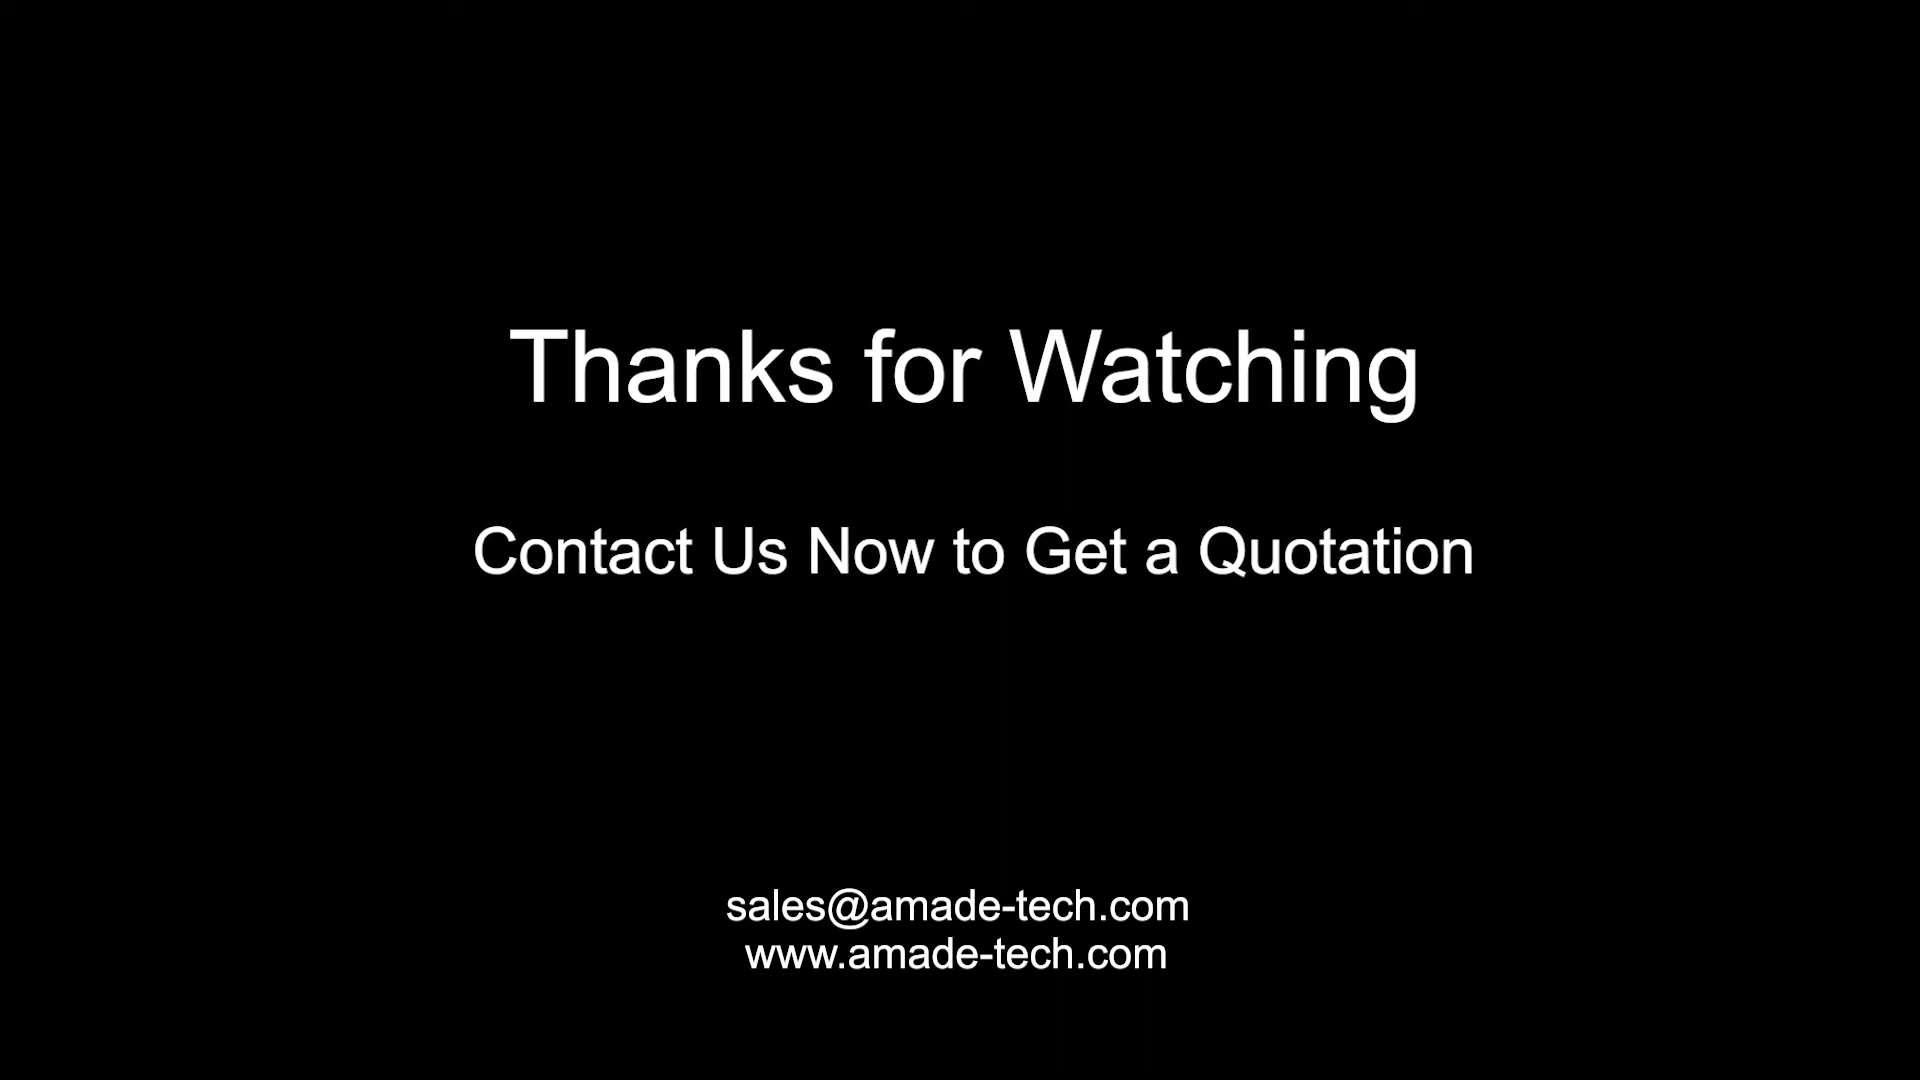 Thanks for Watching
Contact Us Now to Get a Quotation
sales@amade-tech.com
www.amade-tech.com